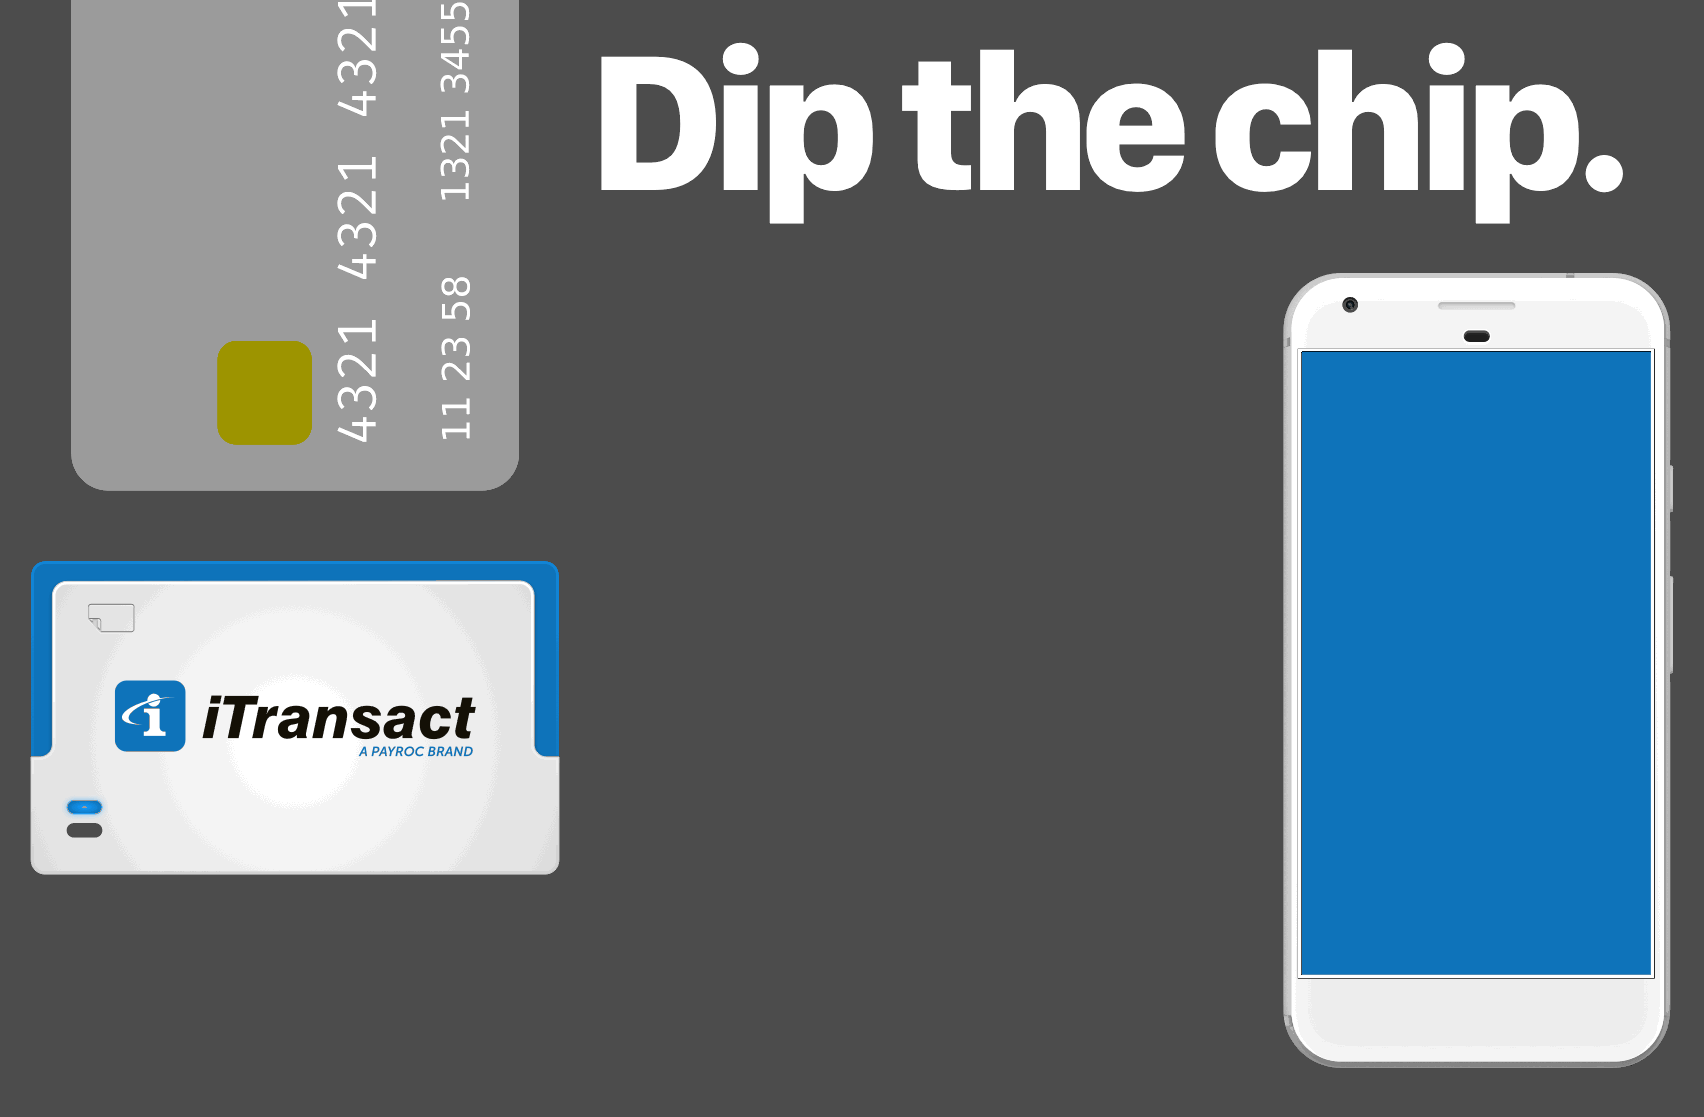 Dip the chip.
4321 4321 4321
11 23 58 1321 3455
iTransact
A PAYROC BRAND